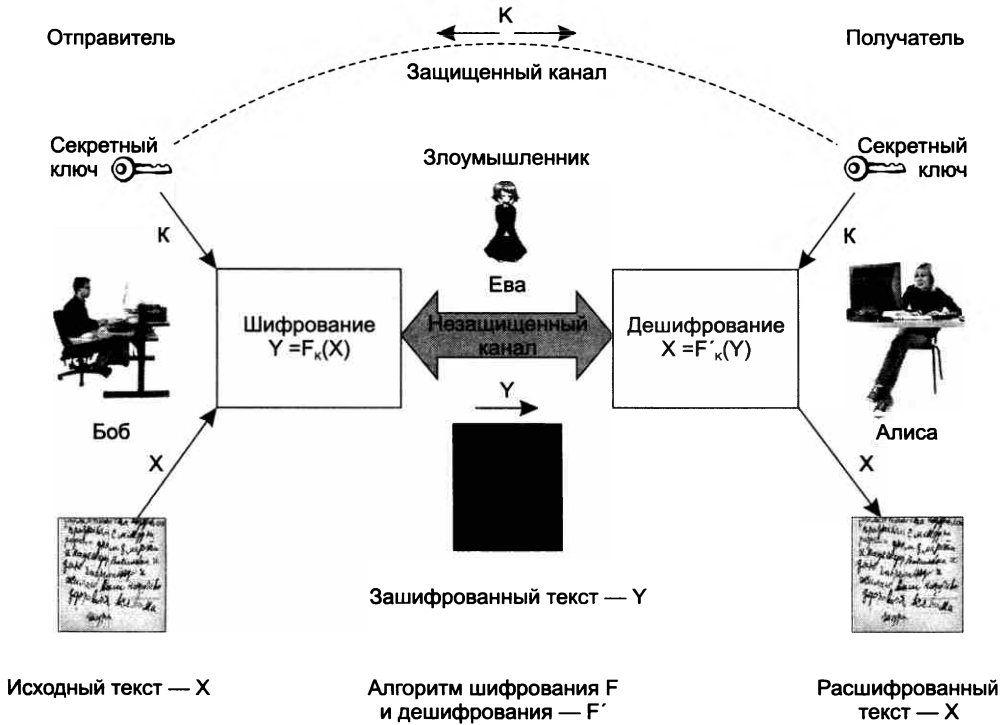 K
Отправитель
Получатель
Защищенный канал
Секретный
ключ
Злоумышленник
Секретный
ключ
K
K
Ева
Шифрование
Y =Fк(X)
Незащищенный
канал
Дешифрование
X =F´к(Y)
Y
Боб
Алиса
X
X
Зашифрованный текст — Y
Исходный текст — X
Алгоритм шифрования F
и дешифрования — F´
Расшифрованный
текст — X